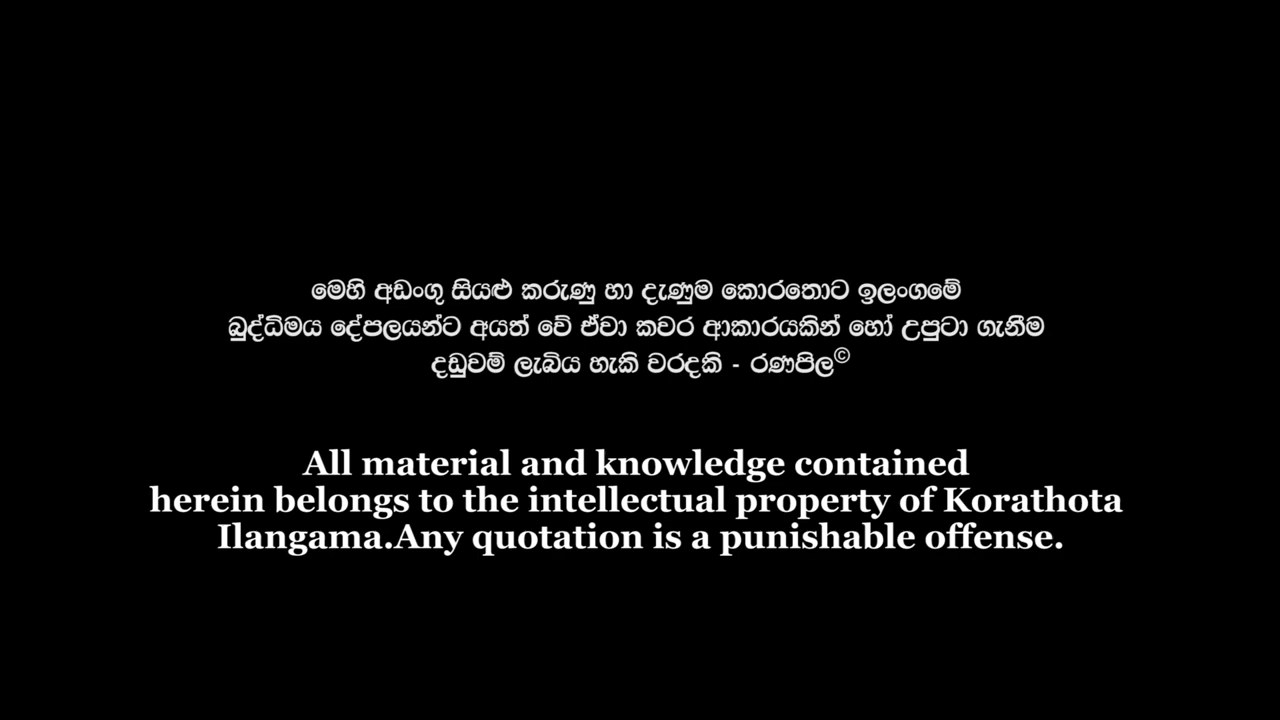 මෙහි අඩංගු සියළු කරුණු හා දැණුම කොරතොට ඉලංගමේ
බුද්ධිමය දේපලයන්ට අයත් වේ ඒවා කවර ආකාරයකින් හෝ උපුටා ගැනීම
දඩුවම් ලැබිය හැකි වරදකි - රණපිල©
All material and knowledge contained
herein belongs to the intellectual property of Korathota
Ilangama.Any quotation is a punishable offense.